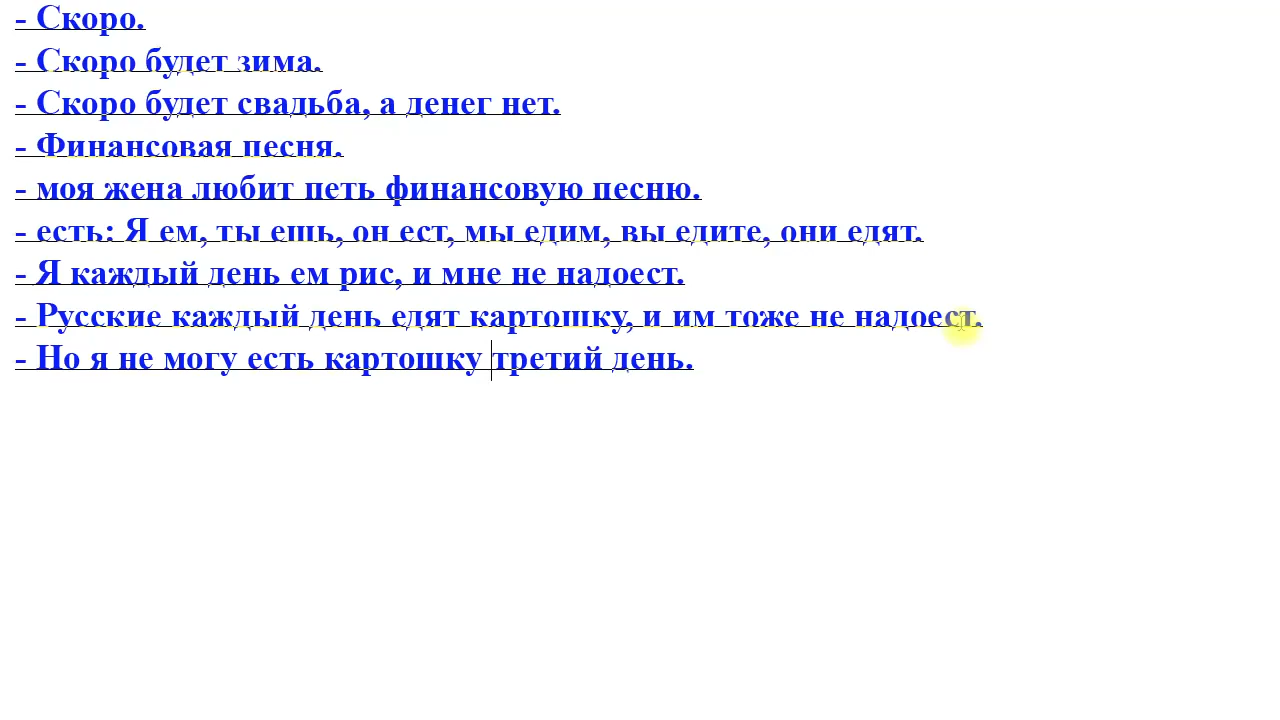 - Скоро.
- Скоро будет зима.
- Скоро будет свадьба, а денег нет.
- Финансовая песня.
- моя жена любит петь финансовую песню.
- есть: Я ем, ты ешь, он ест, мы едим, вы едите, они едят.
- Я каждый день ем рис, и мне не надоест.
- Русские каждый день едят картошку, и им тоже не надоест.
- Но я не могу есть картошку третий день.